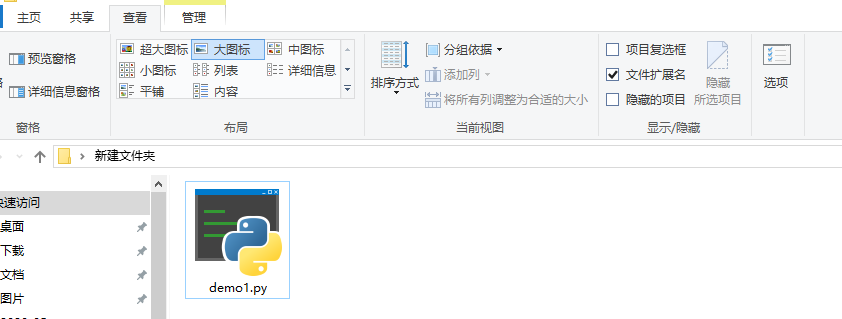 主页 共享 查看 管理
预览窗格 超大图标 大图标 中图标 分组依据 项目复选框
小图标 列表 详细信息 排序方式 添加列 文件扩展名 隐藏 选项
详细信息窗格 平铺 内容 将所有列调整为合适的大小 隐藏的项目 所选项目
窗格 布局 当前视图 显示/隐藏
新建文件夹
速访问
桌面
下载
文档
图片
demo1.py